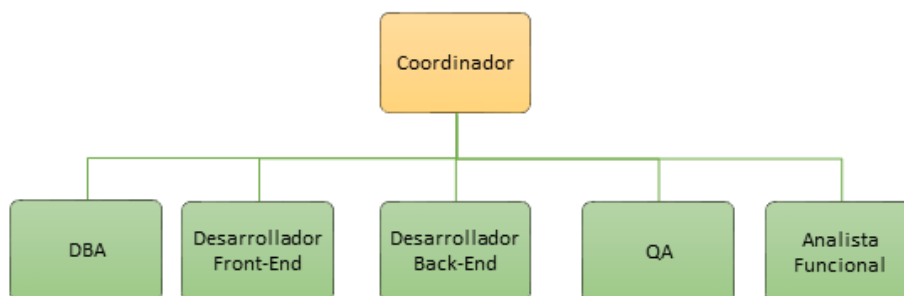 Coordinador
DBA
Desarrollador
Front-End
Desarrollador
Back-End
QA
Analista
Funcional